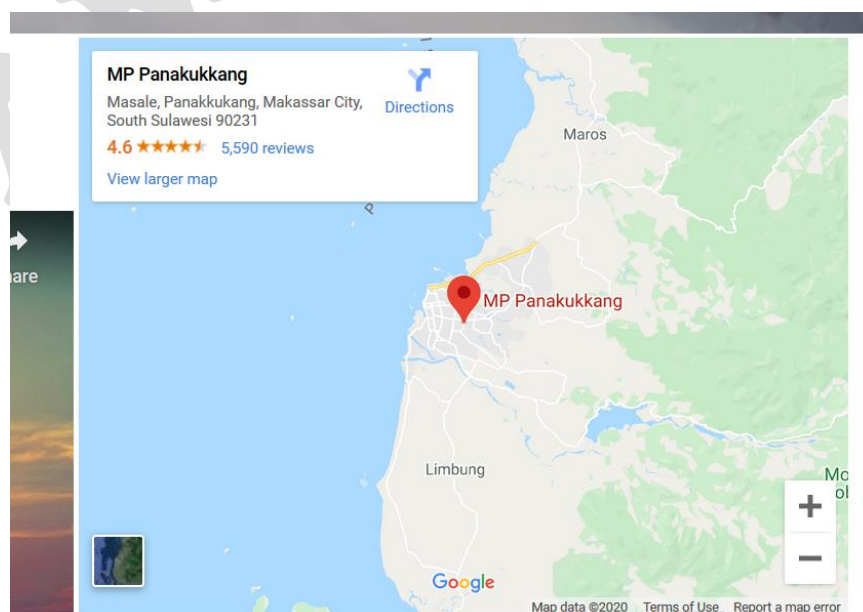 MP Panakukkang
Masale, Panakkukang, Makassar City,
South Sulawesi 90231
4.6
5,590 reviews
View larger map
Directions
Maros
MP Panakukkang
Limbung
Google
Map data ©2020 Terms of Use Report a map error